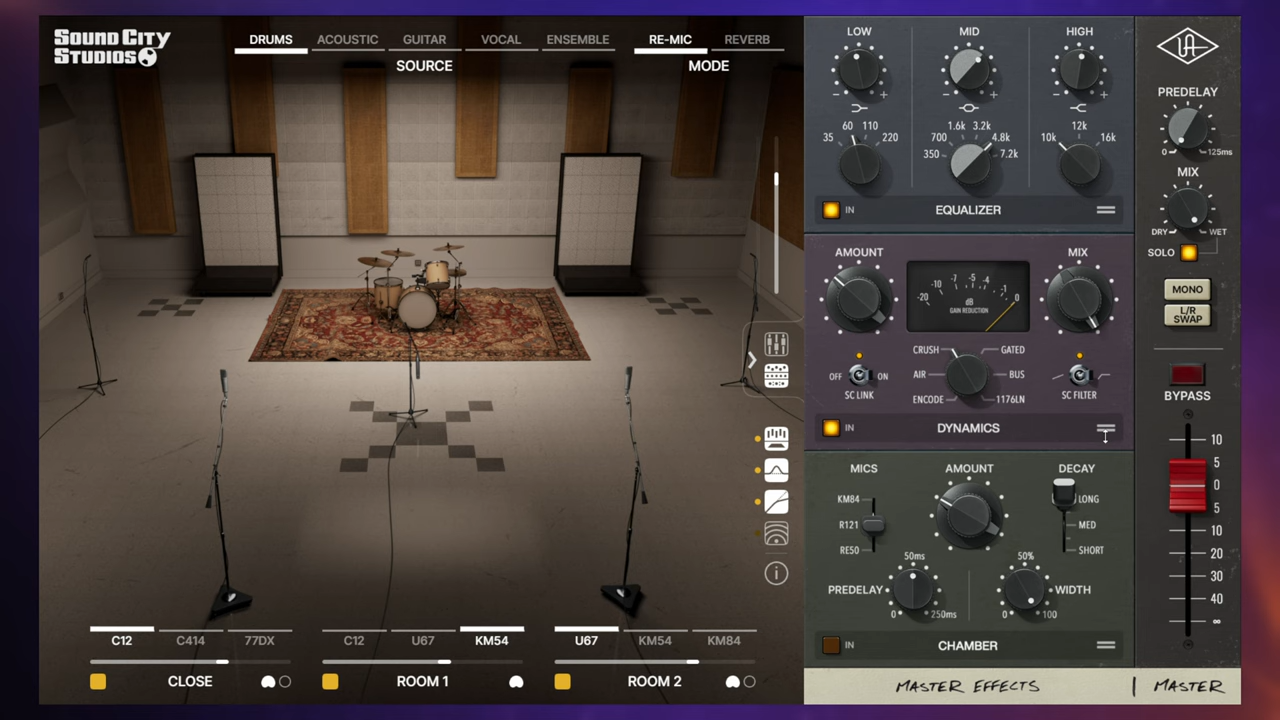 SOUND CITY
STUDIOS
DRUMS ACOUSTIC GUITAR VOCAL ENSEMBLE
SOURCE
RE-MIC REVERB
MODE
C12 C414 77DX
CLOSE
C12 U67 KM54
ROOM 1
U67 KM54 KM84
ROOM 2
LOW MID HIGH
- + - + - +
35 60 110 220
350 700 1.6k 3.2k 4.8k 7.2k
10k 12k 16k
IN EQUALIZER
AMOUNT MIX
-20 -10 -7 -5 -4 -1 0
dB
GAIN REDUCTION
CRUSH GATED
AIR BUS
ENCODE 1176LN
OFF ON
SC LINK
SC FILTER
IN DYNAMICS
MICS AMOUNT DECAY
KM84 LONG
R121 MED
RE50 SHORT
50ms 50%
PREDELAY WIDTH
0 250ms 0 100
IN CHAMBER
MASTER EFFECTS
UA
PREDELAY
0 125ms
MIX
DRY WET
SOLO
MONO
L/R
SWAP
BYPASS
10
5
0
5
10
20
30
40
∞
MASTER